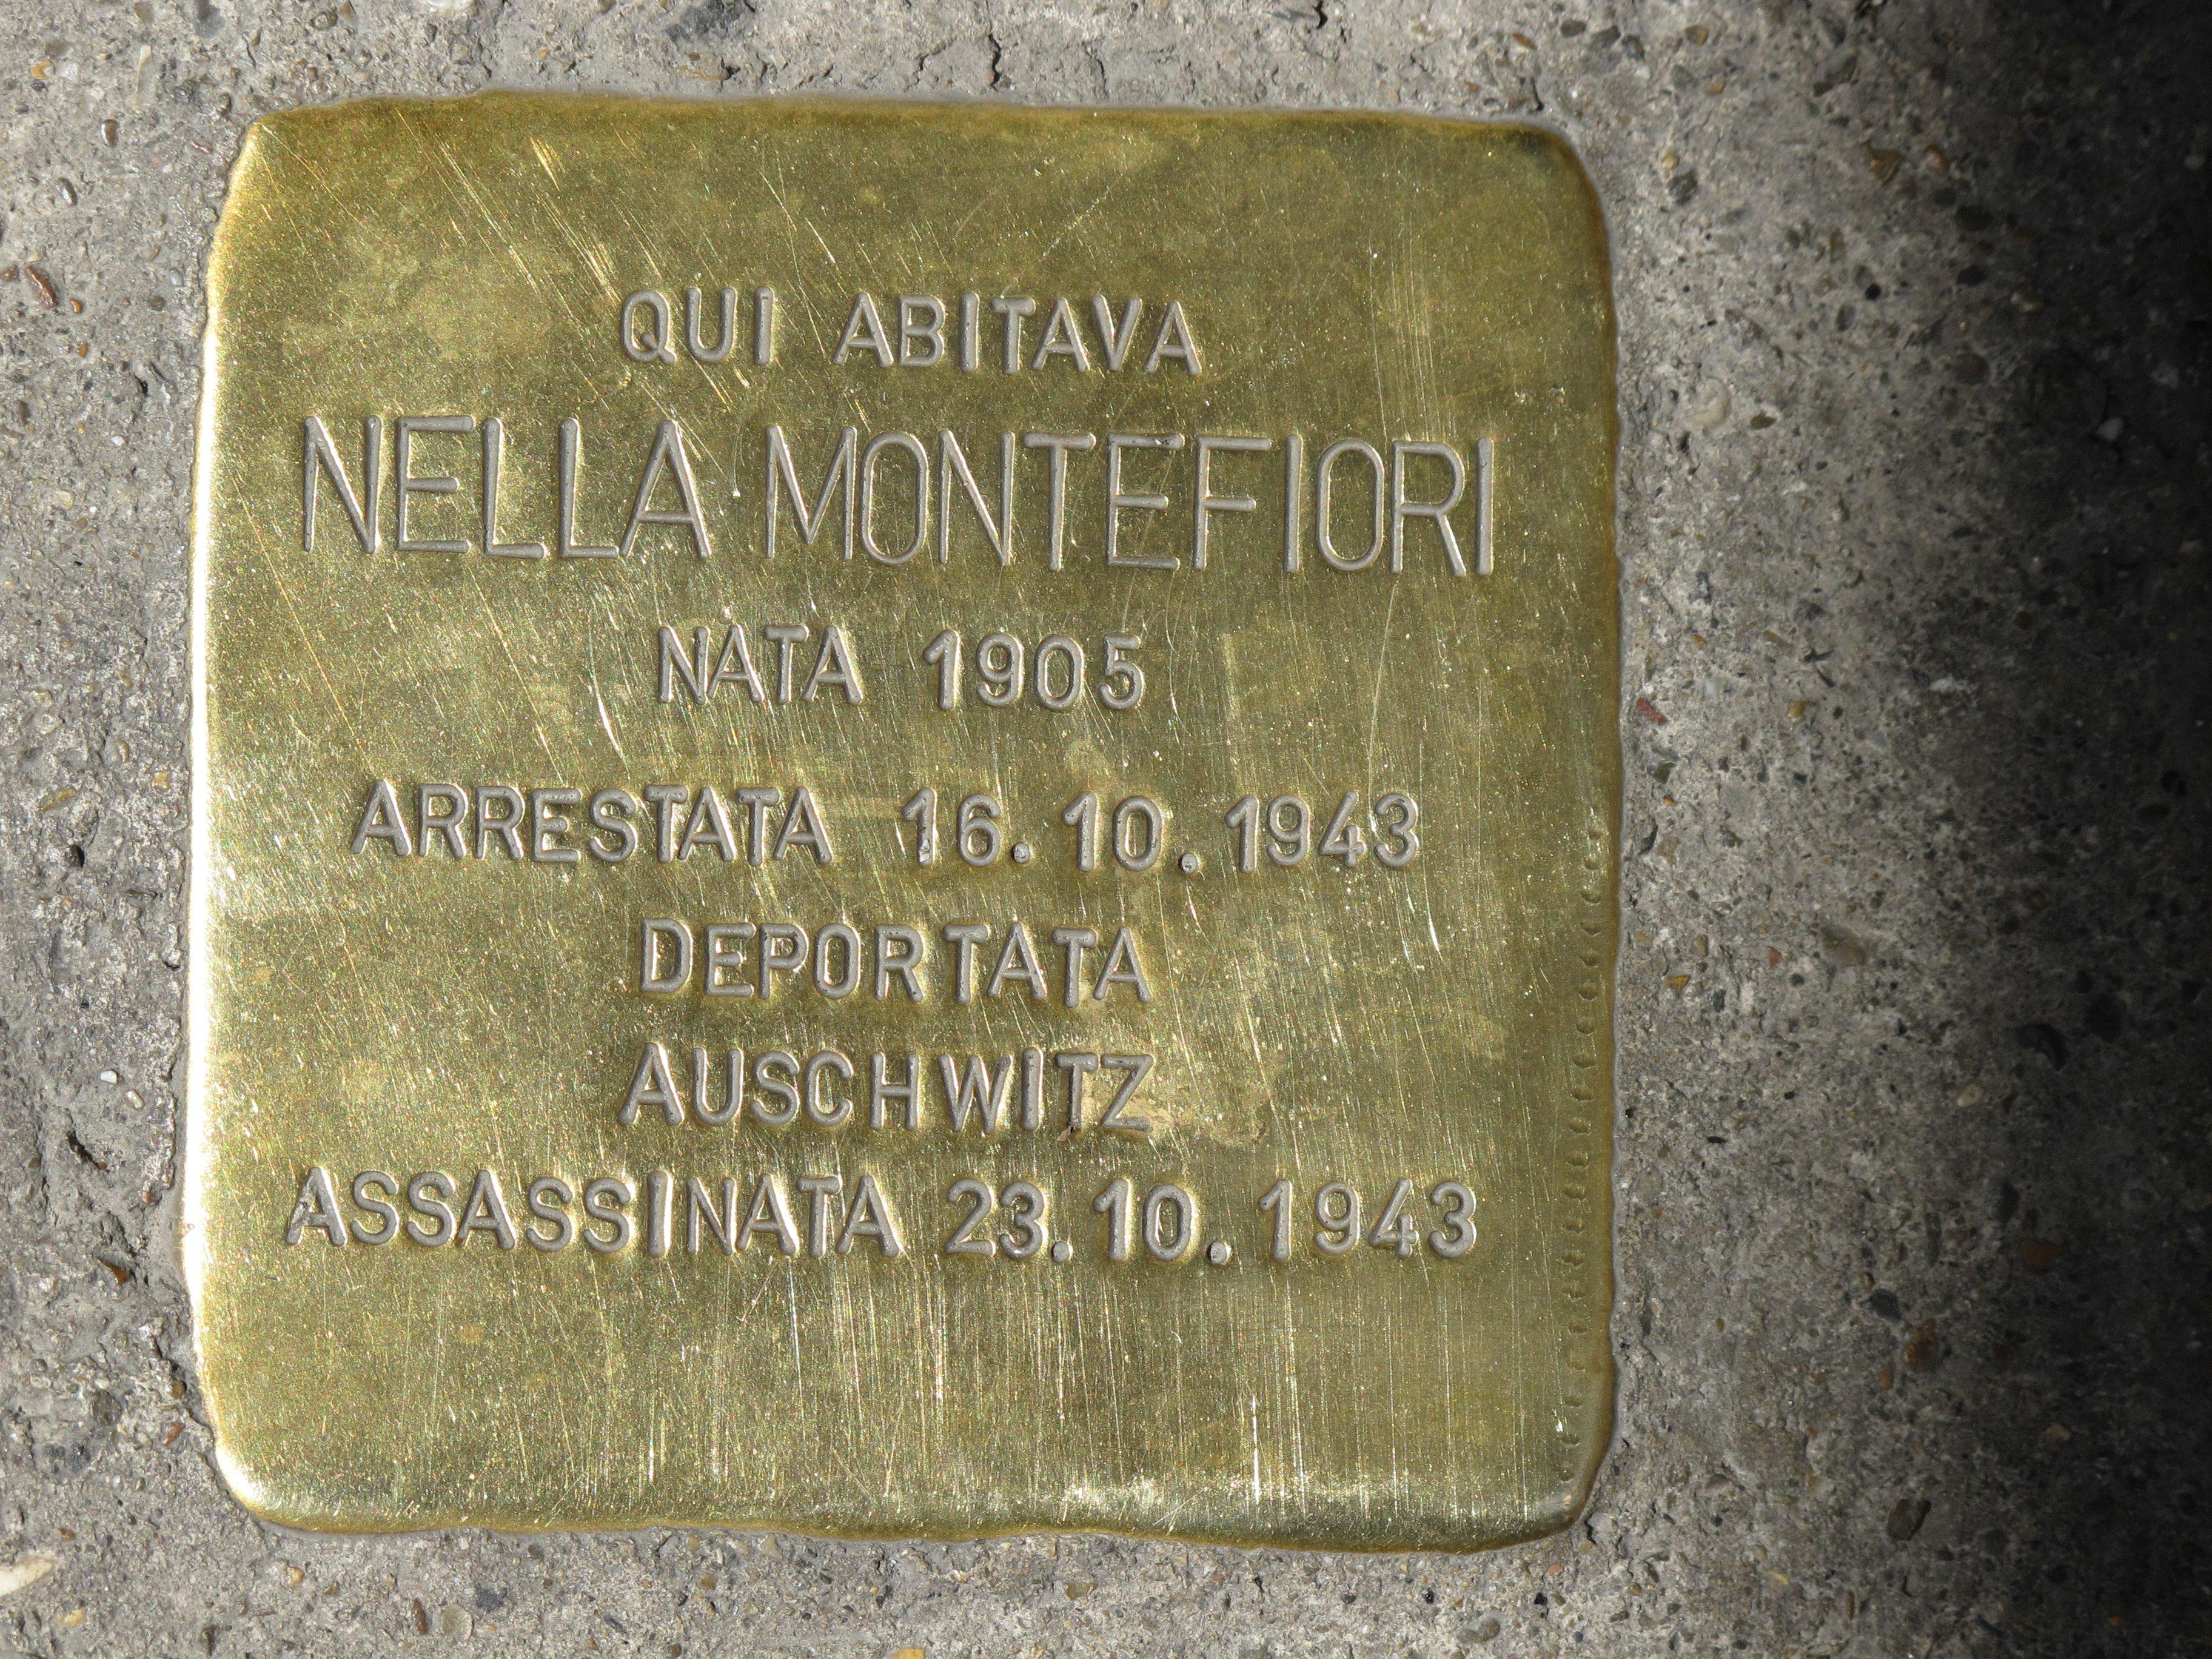 QUI ABITAVA
NELLA MONTEFIORI
NATA 1905
ARRESTATA 16.10.1943
DEPORTATA
AUSCHWITZ
ASSASSINATA 23.10.1943